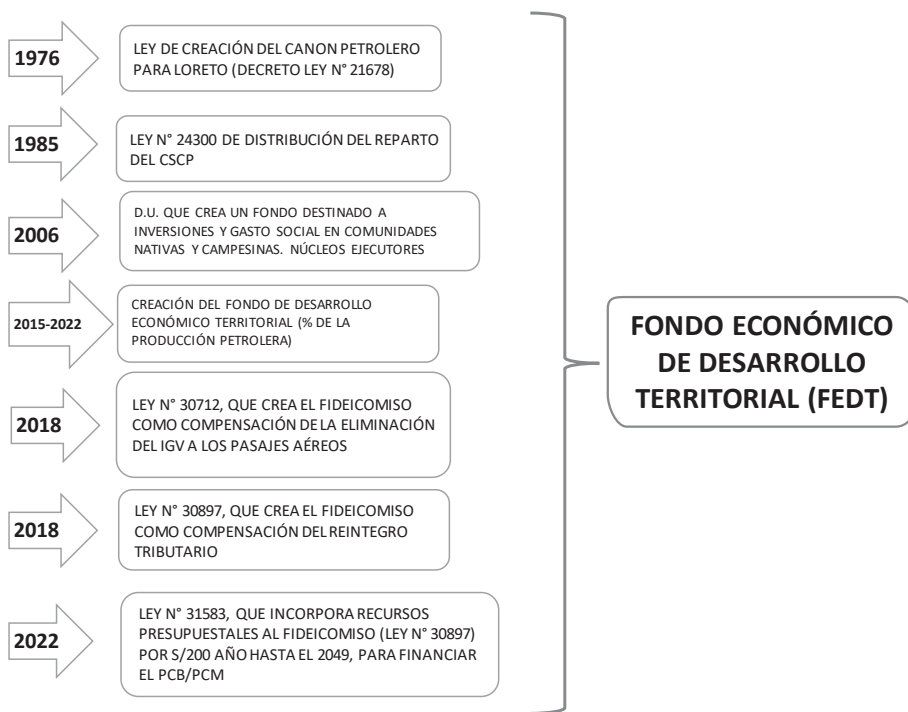 1976
LEY DE CREACIÓN DEL CANON PETROLERO
PARA LORETO (DECRETO LEY N° 21678)
1985
LEY N° 24300 DE DISTRIBUCIÓN DEL REPARTO
DEL CSCP
2006
D.U. QUE CREA UN FONDO DESTINADO A
INVERSIONES Y GASTO SOCIAL EN COMUNIDADES
NATIVAS Y CAMPESINAS. NÚCLEOS EJECUTORES
2015-2022
CREACIÓN DEL FONDO DE DESARROLLO
ECONÓMICO TERRITORIAL (% DE LA
PRODUCCIÓN PETROLERA)
2018
LEY N° 30712, QUE CREA EL FIDEICOMISO
COMO COMPENSACIÓN DE LA ELIMINACIÓN
DEL IGV A LOS PASAJES AÉREOS
2018
LEY N° 30897, QUE CREA EL FIDEICOMISO
COMO COMPENSACIÓN DEL REINTEGRO
TRIBUTARIO
2022
LEY N° 31583, QUE INCORPORA RECURSOS
PRESUPUESTALES AL FIDEICOMISO (LEY N° 30897)
POR S/200 AÑO HASTA EL 2049, PARA FINANCIAR
EL PCB/PCM
FONDO ECONÓMICO
DE DESARROLLO
TERRITORIAL (FEDT)